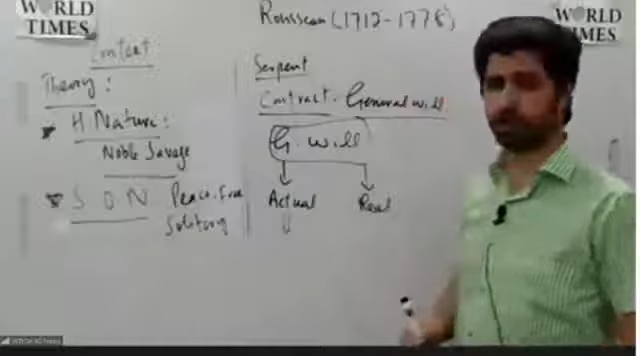 WORLD
TIMES
WORLD
TIMES
Rousseau (1712-1778)
Context
Theory:
H Nature:
Noble Savage
S O N Peace. Free
Solitary
Serpent
Contract. General will
G. will
Actual Real